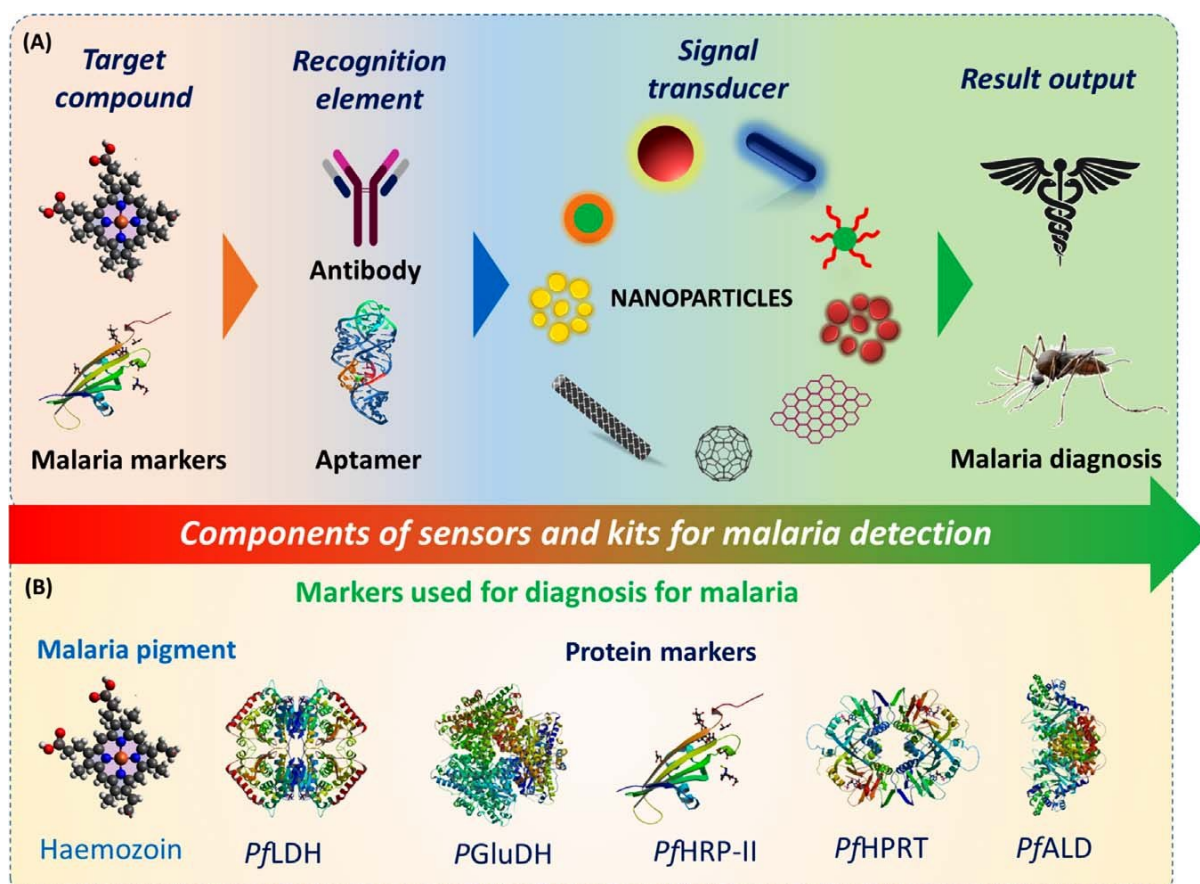 (A)
Target
compound
Recognition
element
Signal
transducer
Result output
Antibody
NANOPARTICLES
Malaria markers
Aptamer
Malaria diagnosis
Components of sensors and kits for malaria detection
(B)
Markers used for diagnosis for malaria
Malaria pigment
Protein markers
Haemozoin
PfLDH
PGluDH
PfHRP-II
PfHPRT
PfALD